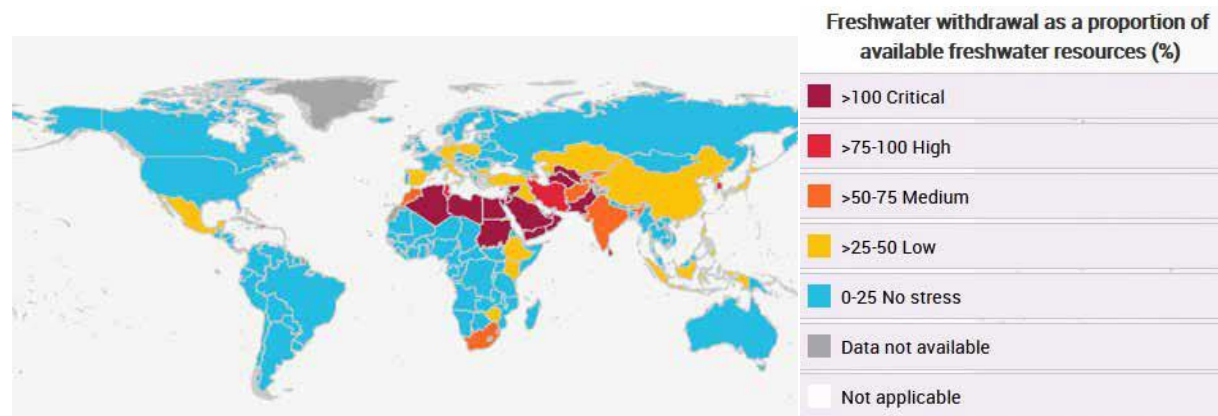 Freshwater withdrawal as a proportion of
available freshwater resources (%)
>100 Critical
>75-100 High
>50-75 Medium
>25-50 Low
0-25 No stress
Data not available
Not applicable